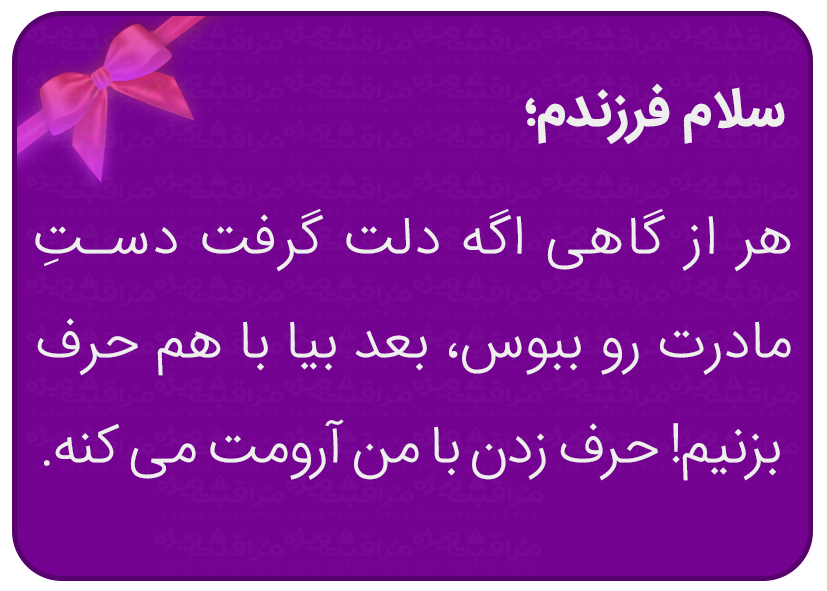 سلام فرزندم؛
هر از گاهی اگه دلت گرفت دســتِ
مادرت رو ببوس، بعد بیا با هم حرف
بزنیم! حرف زدن با من آرومت می کنه.